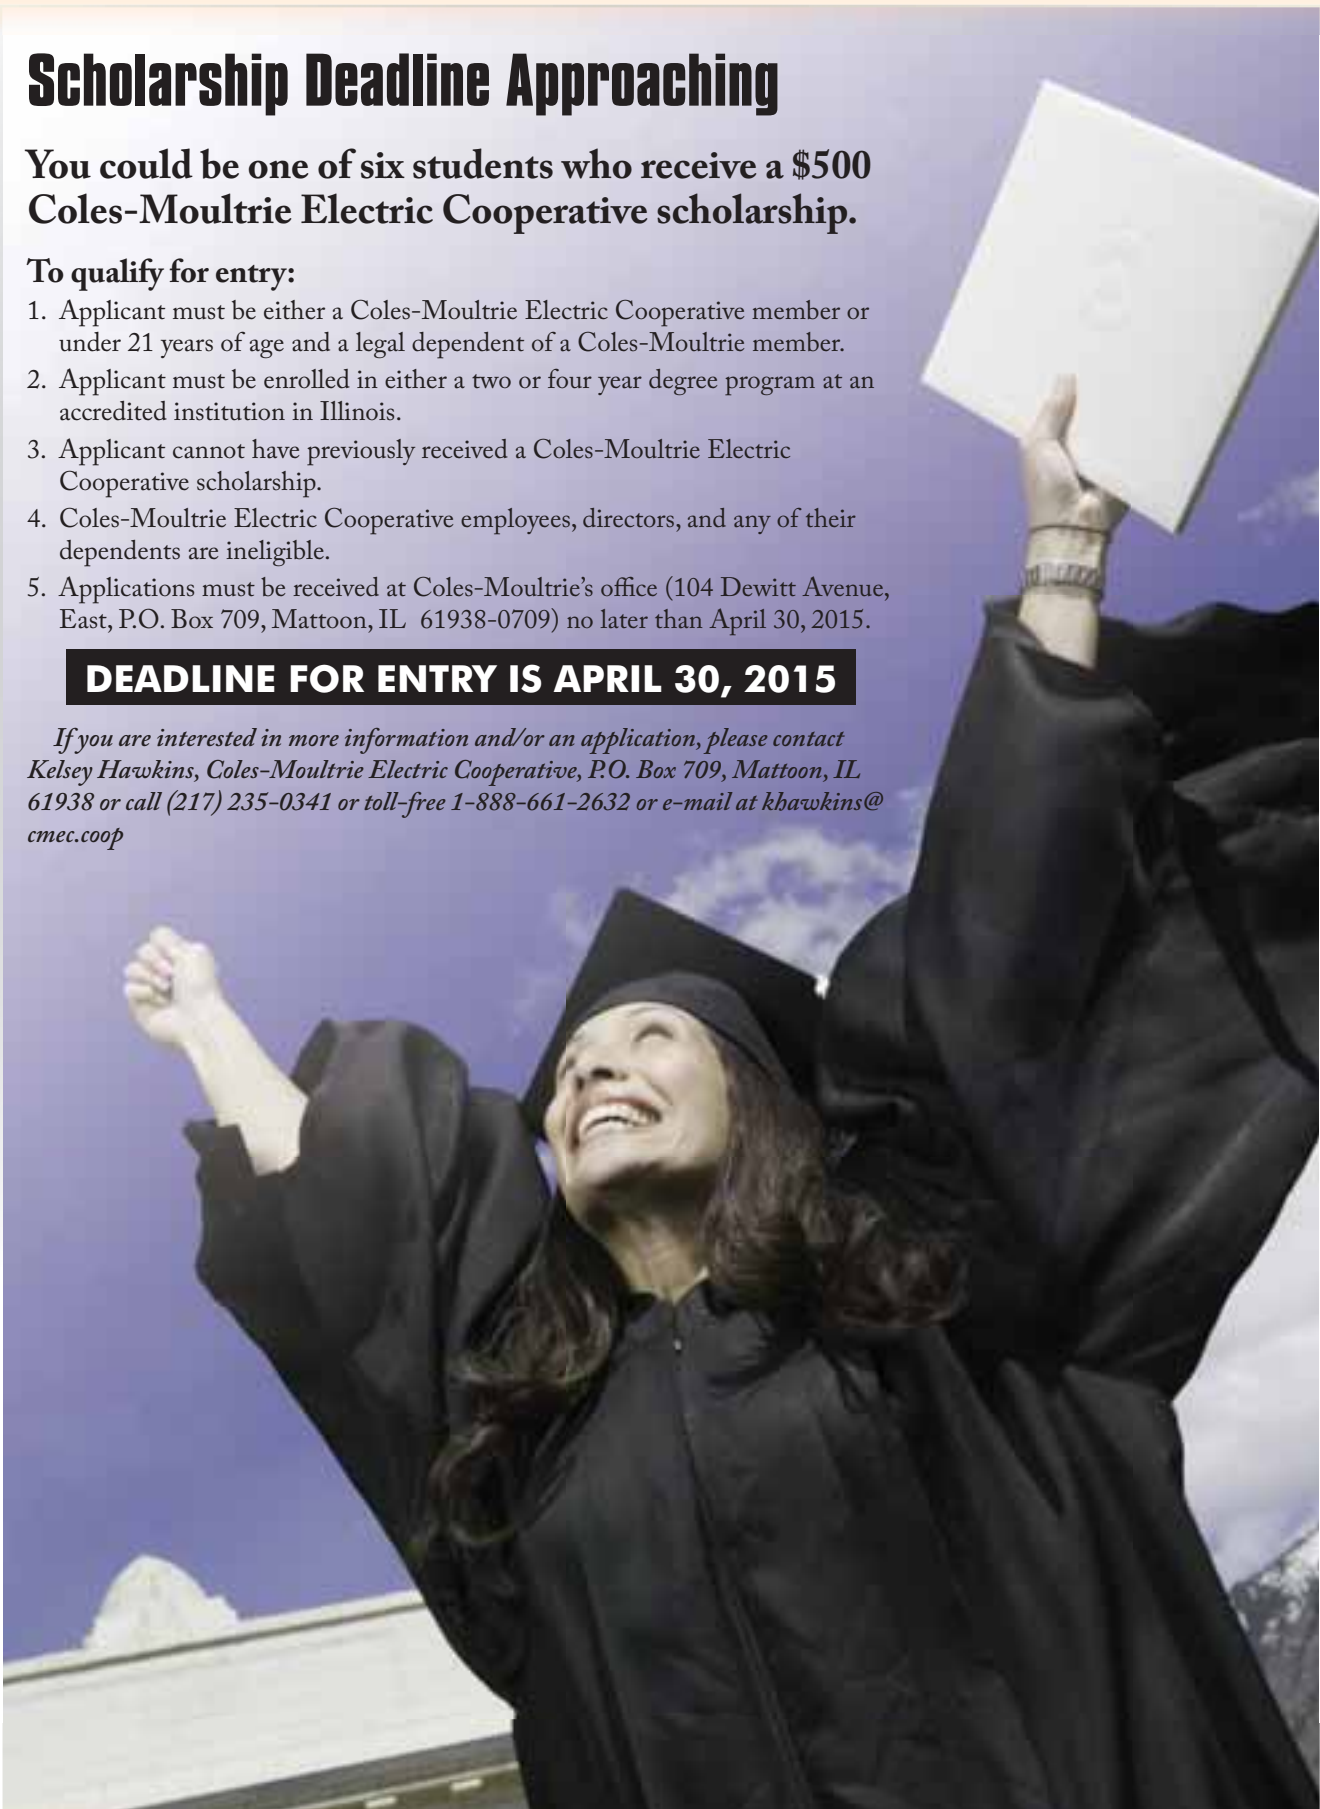 Scholarship Deadline Approaching
You could be one of six students who receive a $500
Coles-Moultrie Electric Cooperative scholarship.
To qualify for entry:
1. Applicant must be either a Coles-Moultrie Electric Cooperative member or
under 21 years of age and a legal dependent of a Coles-Moultrie member.
2. Applicant must be enrolled in either a two or four year degree program at an
accredited institution in Illinois.
3. Applicant cannot have previously received a Coles-Moultrie Electric
Cooperative scholarship.
4. Coles-Moultrie Electric Cooperative employees, directors, and any of their
dependents are ineligible.
5. Applications must be received at Coles-Moultrie's office (104 Dewitt Avenue,
East, P.O. Box 709, Mattoon, IL 61938-0709) no later than April 30, 2015.
DEADLINE FOR ENTRY IS APRIL 30, 2015
If you are interested in more information and/or an application, please contact
Kelsey Hawkins, Coles-Moultrie Electric Cooperative, P.O. Box 709, Mattoon, IL
61938 or call (217) 235-0341 or toll-free 1-888-661-2632 or e-mail at khawkins@
cmec.coop